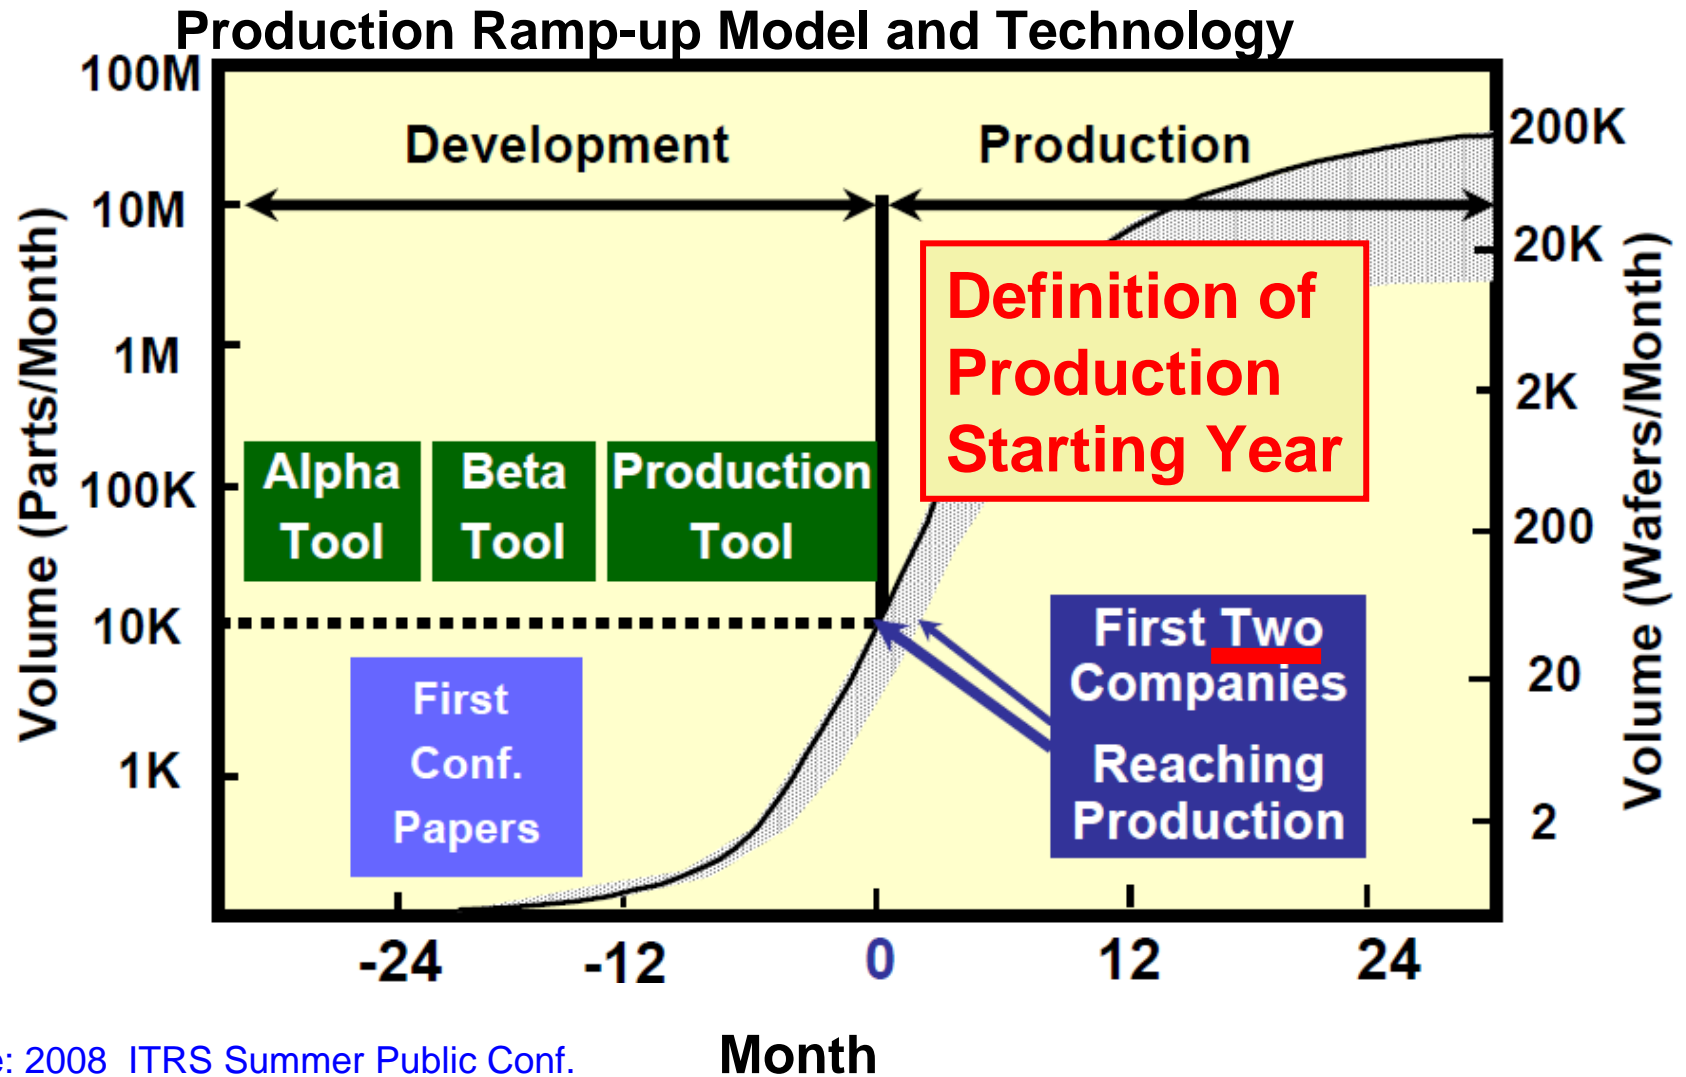 Production Ramp-up Model and Technology
100M
10M
1M
100K
10K
1K
Volume (Parts/Month)
Development
Production
200K
20K
2K
200
20
2
Volume (Wafers/Month)
Definition of
Production
Starting Year
Alpha
Tool
Beta
Tool
Production
Tool
First
Conf.
Papers
First Two
Companies
Reaching
Production
-24
-12
0
12
24
Month
: 2008 ITRS Summer Public Conf.